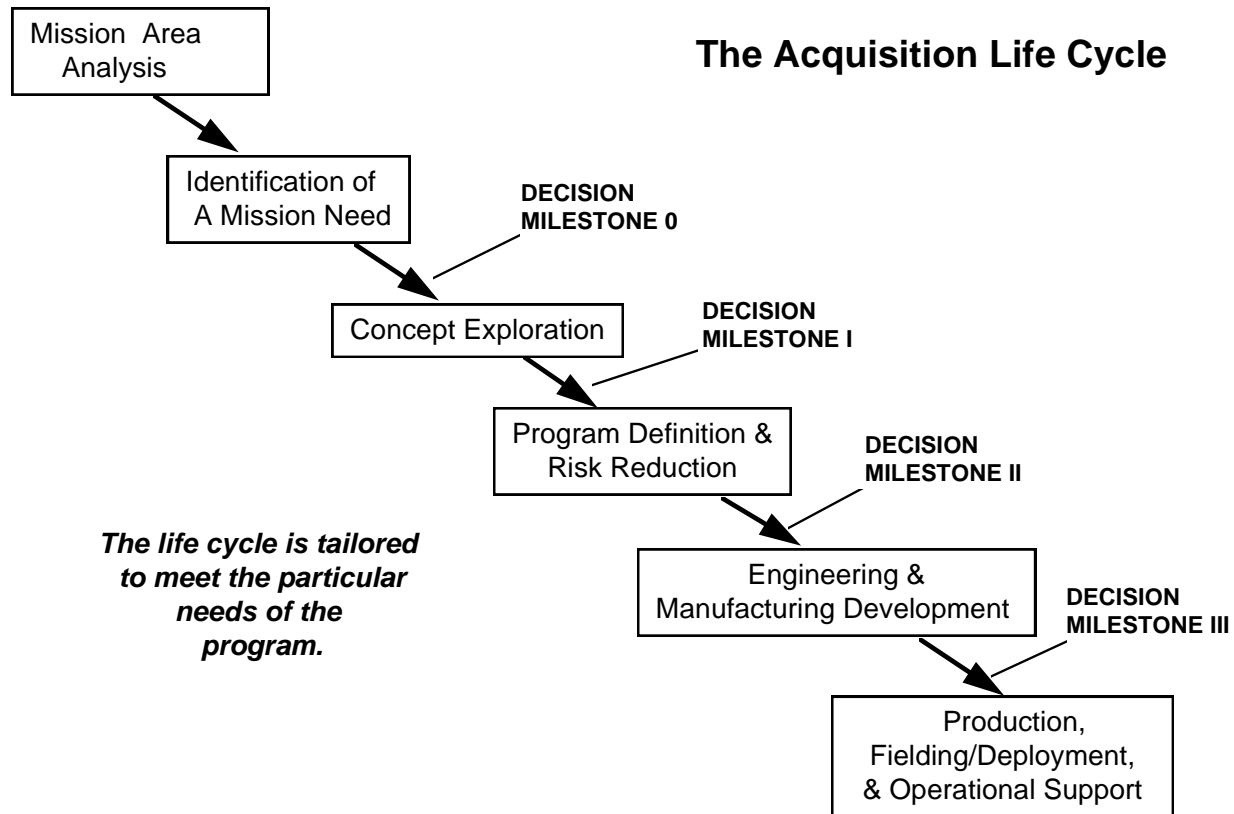 The Acquisition Life Cycle
Mission Area
Analysis
Identification of
A Mission Need
DECISION
MILESTONE 0
Concept Exploration
DECISION
MILESTONE I
Program Definition &
Risk Reduction
DECISION
MILESTONE II
Engineering &
Manufacturing Development
DECISION
MILESTONE III
Production,
Fielding/Deployment,
& Operational Support
The life cycle is tailored
to meet the particular
needs of the
program.